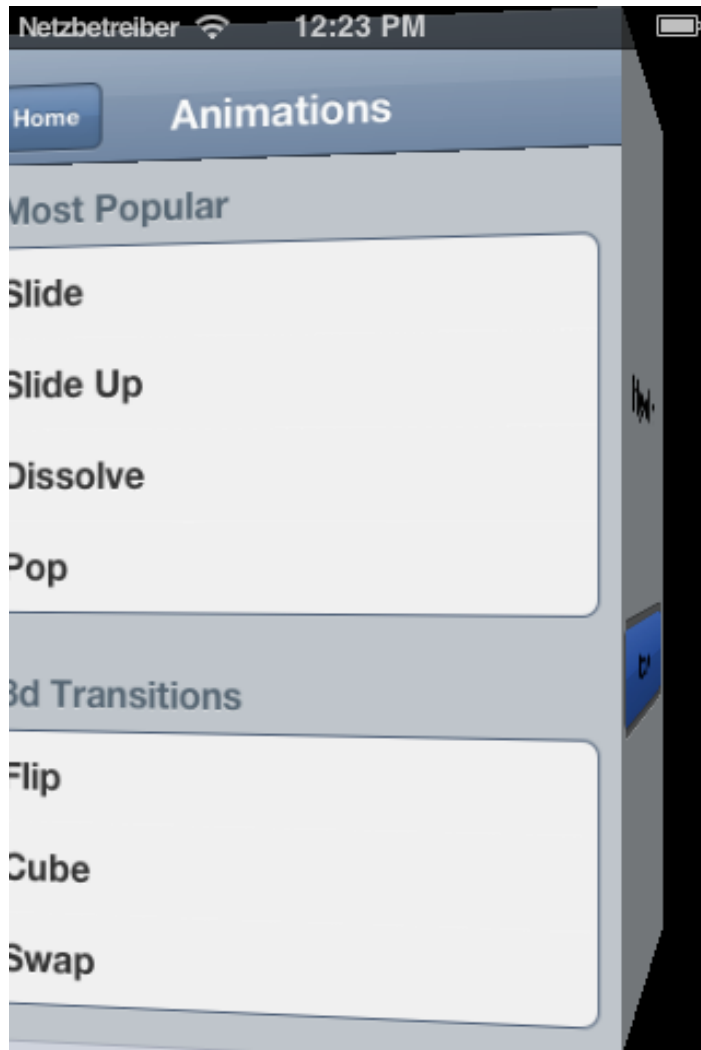 Netzbetreiber 12:23 PM
Home Animations
Most Popular
Slide
Slide Up
Dissolve
Pop
3d Transitions
Flip
Cube
Swap